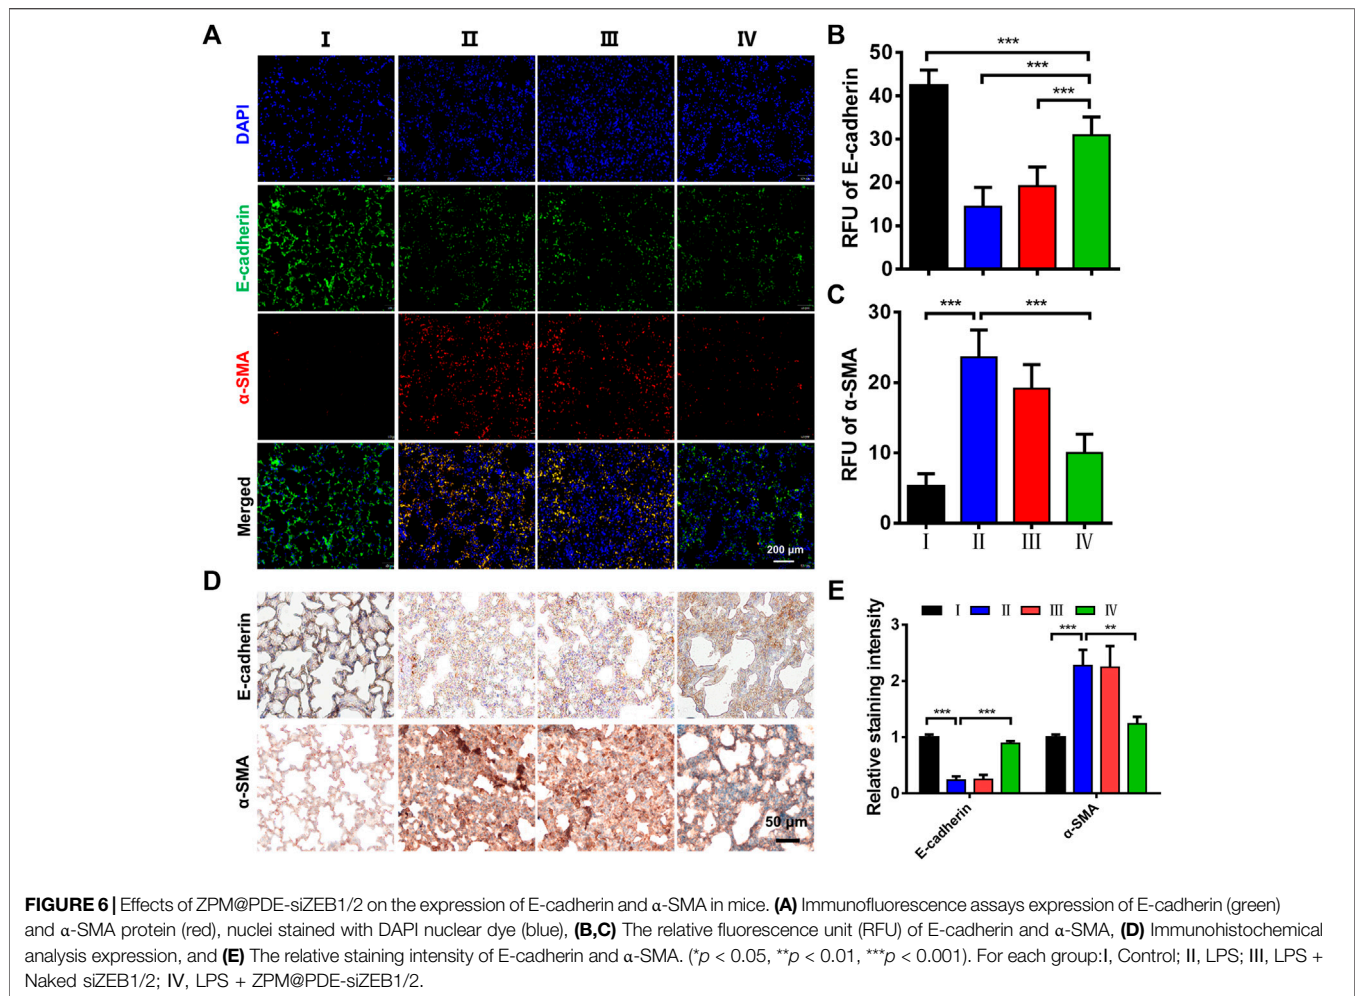 A
I II III IV
DAPI
E-cadherin
α-SMA
Merged
200 µm
B
RFU of E-cadherin
50
40
30
20
10
0
***
***
***
C
RFU of α-SMA
30
20
10
0
***
***
I II III IV
D
E-cadherin
α-SMA
50 µm
E
I II III IV
Relative staining intensity
3
2
1
0
***
***
***
**
E-cadherin
α-SMA
FIGURE 6 | Effects of ZPM@PDE-siZEB1/2 on the expression of E-cadherin and α-SMA in mice. (A) Immunofluorescence assays expression of E-cadherin (green)
and α-SMA protein (red), nuclei stained with DAPI nuclear dye (blue), (B,C) The relative fluorescence unit (RFU) of E-cadherin and α-SMA, (D) Immunohistochemical
analysis expression, and (E) The relative staining intensity of E-cadherin and α-SMA. (*p < 0.05, **p < 0.01, ***p < 0.001). For each group:I, Control; II, LPS; III, LPS +
Naked siZEB1/2; IV, LPS + ZPM@PDE-siZEB1/2.